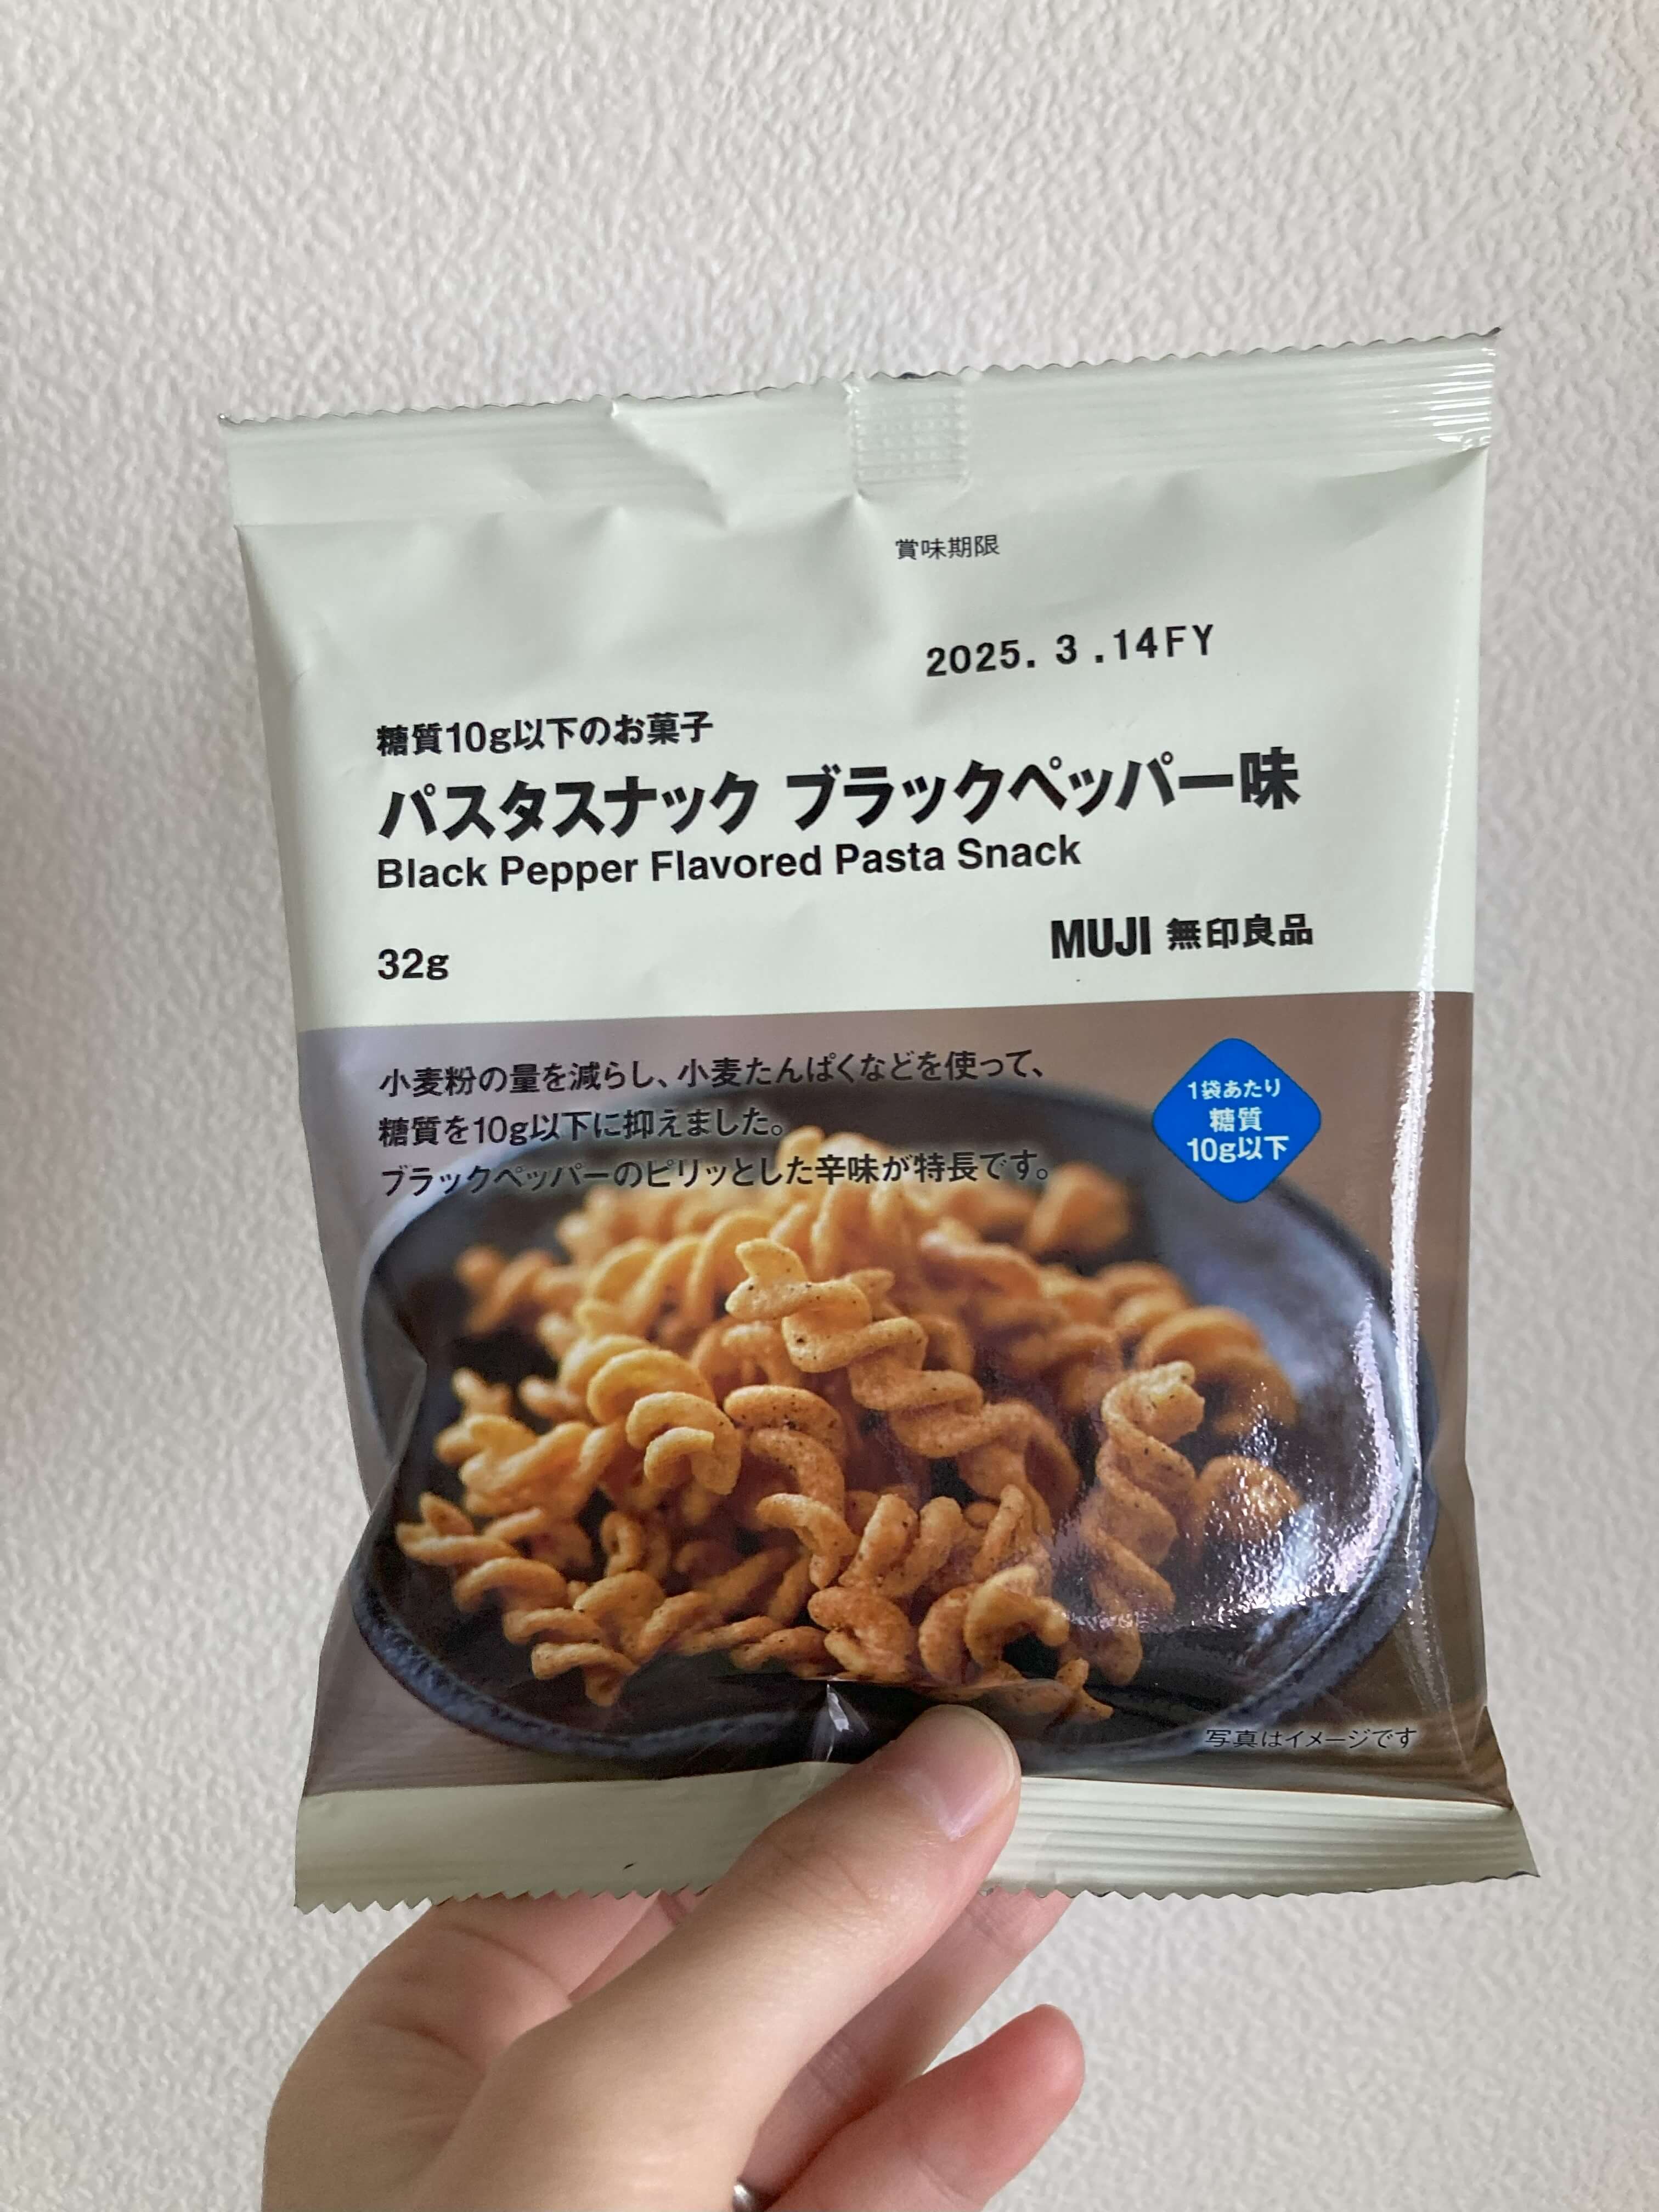 賞味期限
2025. 3 .14FY
糖質10g以下のお菓子
パスタスナック ブラックペッパー味
Black Pepper Flavored Pasta Snack
32g
MUJI 無印良品
小麦粉の量を減らし、小麦たんぱくなどを使って、
糖質を10g以下に抑えました。
ブラックペッパーのピリッとした辛味が特長です。
1袋あたり
糖質
10g以下
写真はイメージです